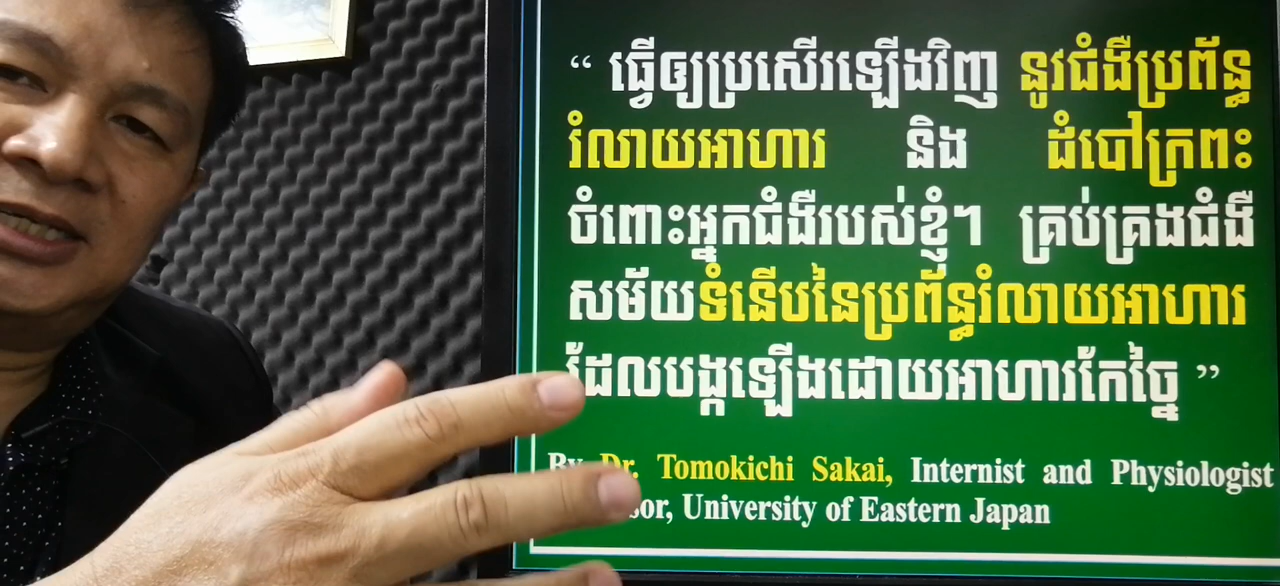 “ ធ្វើឲ្យប្រសើរឡើងវិញ នូវជំងឺប្រព័ន្ធ
រំលាយអាហារ និង ដំបៅក្រពះ
ចំពោះអ្នកជំងឺរបស់ខ្ញុំ។ គ្រប់គ្រងជំងឺ
សម័យទំនើបនៃប្រព័ន្ធរំលាយអាហារ
ដែលបង្កឡើងដោយអាហារកែច្នៃ ”
By Dr. Tomokichi Sakai, Internist and Physiologist
University of Eastern Japan